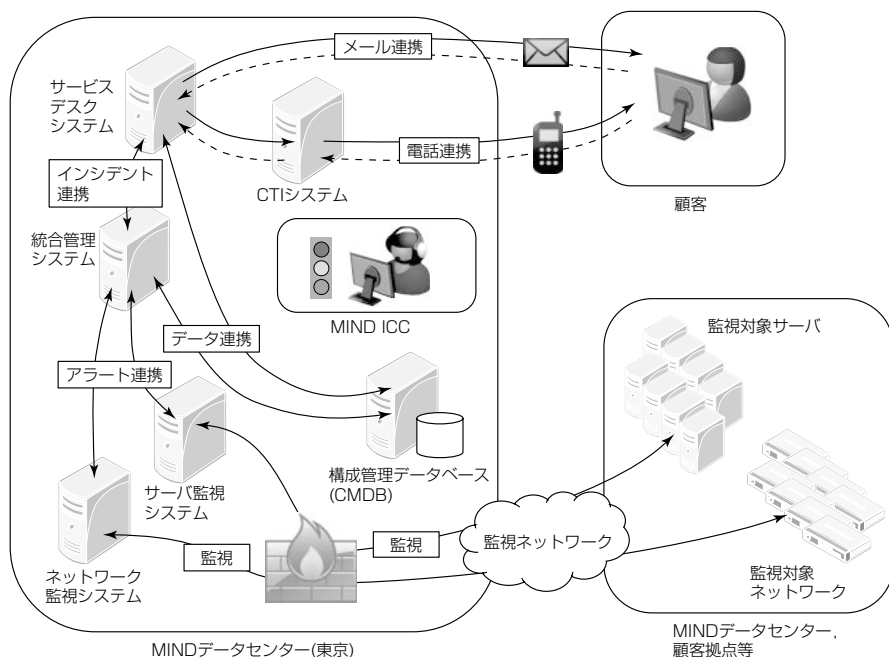 メール連携
サービス
デスク
システム
電話連携
インシデント
連携
CTIシステム
顧客
統合管理
システム
MIND ICC
監視対象サーバ
データ連携
アラート連携
構成管理データベース
(CMDB)
サーバ監視
システム
監視
監視
監視ネットワーク
ネットワーク
監視システム
監視対象
ネットワーク
MINDデータセンター(東京)
MINDデータセンター,
顧客拠点等